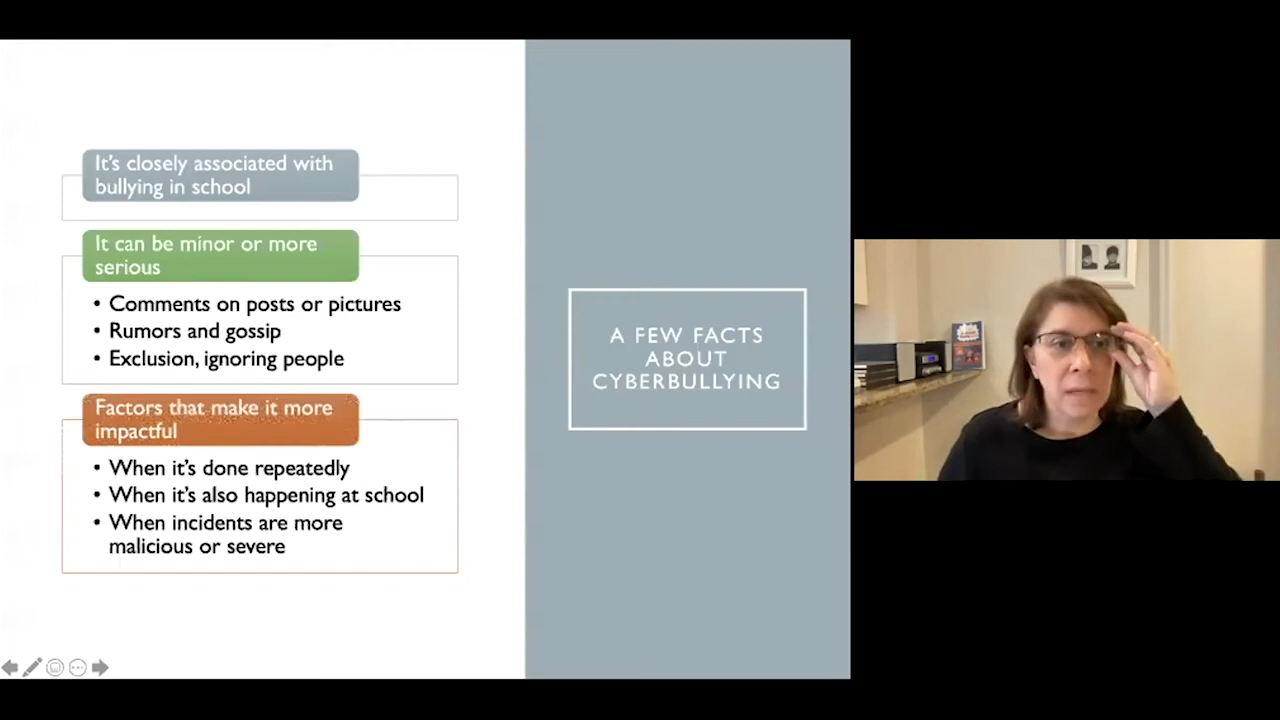 It's closely associated with
bullying in school
It can be minor or more
serious
• Comments on posts or pictures
• Rumors and gossip
• Exclusion, ignoring people
Factors that make it more
impactful
• When it's done repeatedly
• When it's also happening at school
• When incidents are more
malicious or severe
A FEW FACTS
ABOUT
CYBERBULLYING